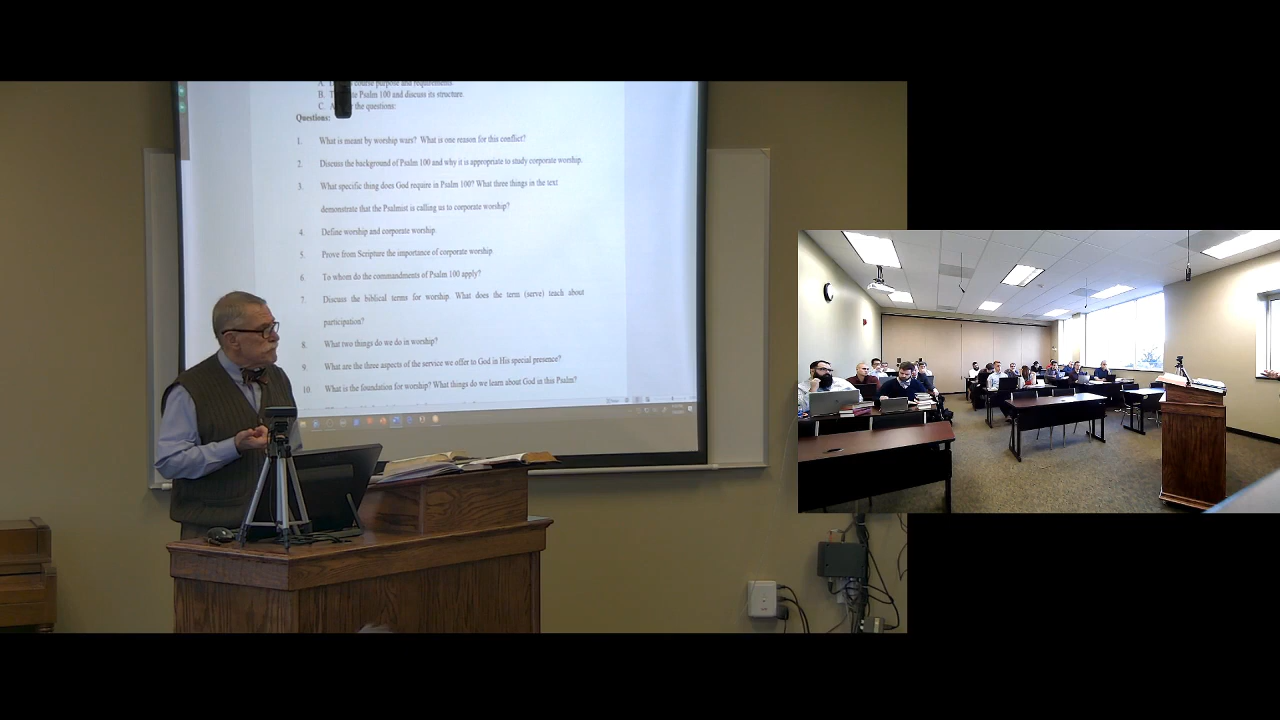 A. course purpose and requirements
B. Psalm 100 and discuss its structure.
C. the questions:
Questions:
1. What is meant by worship wars? What is one reason for this conflict?
2. Discuss the background of Psalm 100 and why it is appropriate to study corporate worship.
3. What specific thing does God require in Psalm 100? What three things in the text
demonstrate that the Psalmist is calling us to corporate worship?
4. Define worship and corporate worship.
5. Prove from Scripture the importance of corporate worship.
6. To whom do the commandments of Psalm 100 apply?
7. Discuss the biblical terms for worship. What does the term (serve) teach about
participation?
8. What two things do we do in worship?
9. What are the three aspects of the service we offer to God in His special presence?
10. What is the foundation for worship? What things do we learn about God in this Psalm?